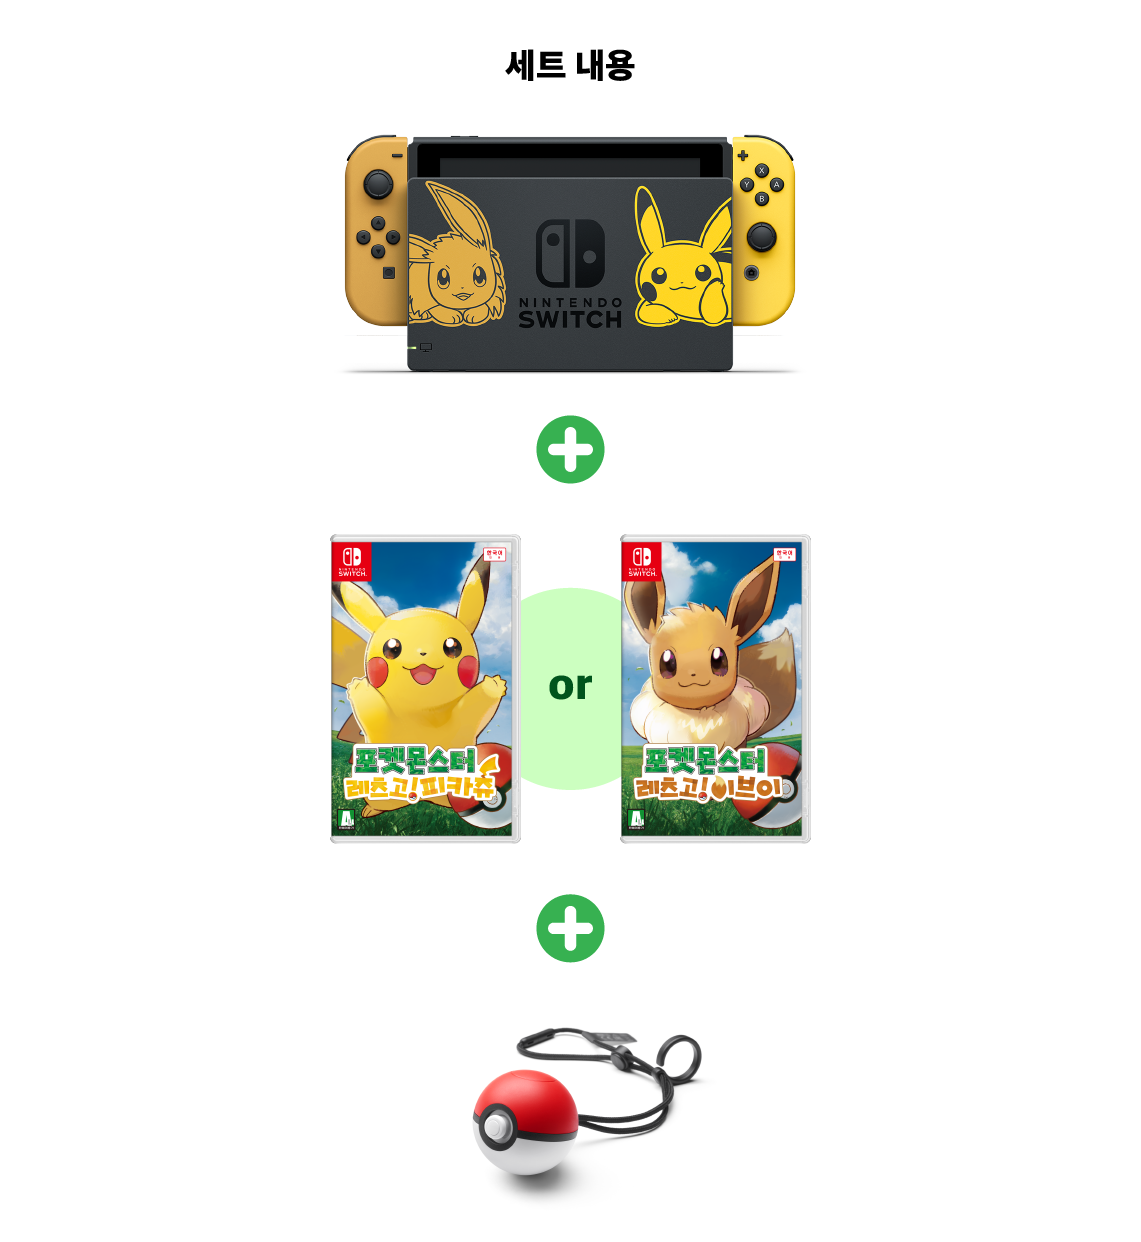 세트 내용
X
Y A
B
NINTENDO
SWITCH
NINTENDO
SWITCH.
한국어
포켓몬스터
레츠고! 피카츄
or
NINTENDO
SWITCH.
한국어
포켓몬스터
레츠고! 이브이